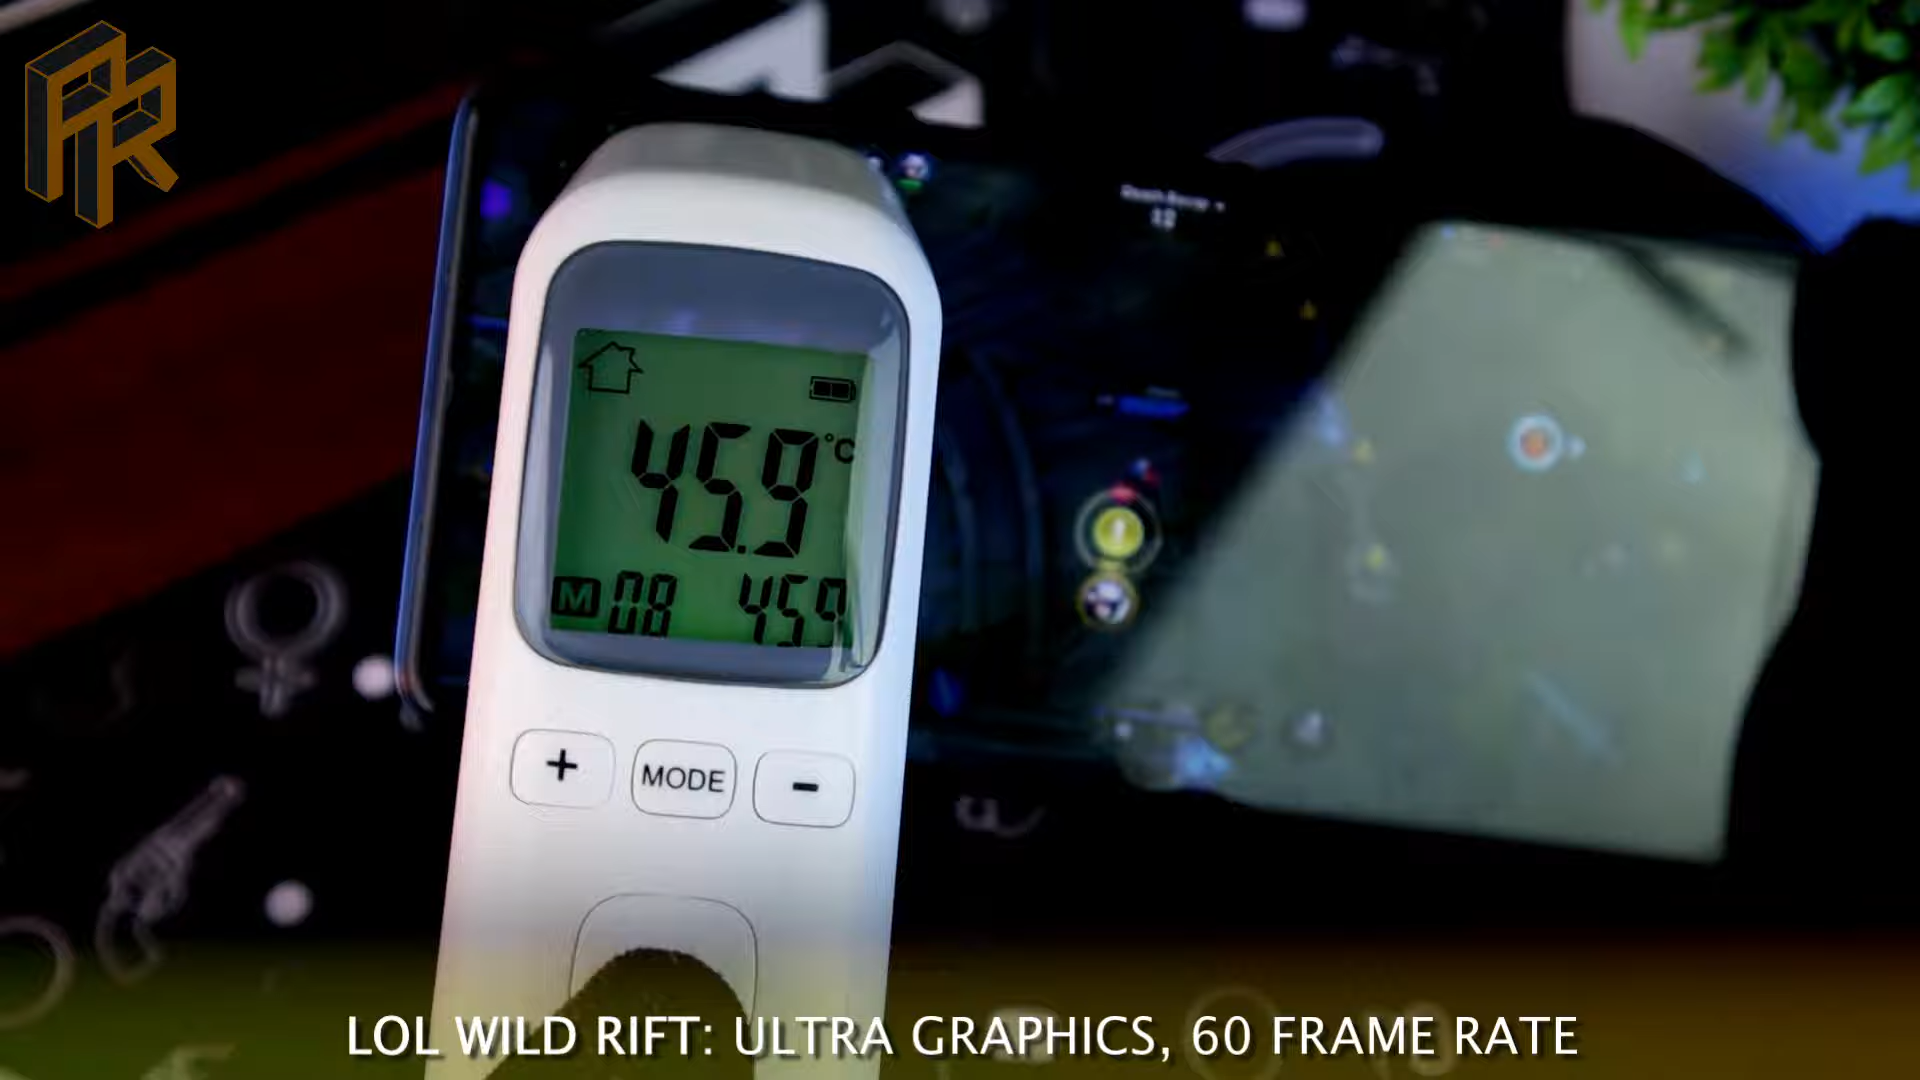 45.9 °C
M 08 45.9
+ MODE -
LOL WILD RIFT: ULTRA GRAPHICS, 60 FRAME RATE